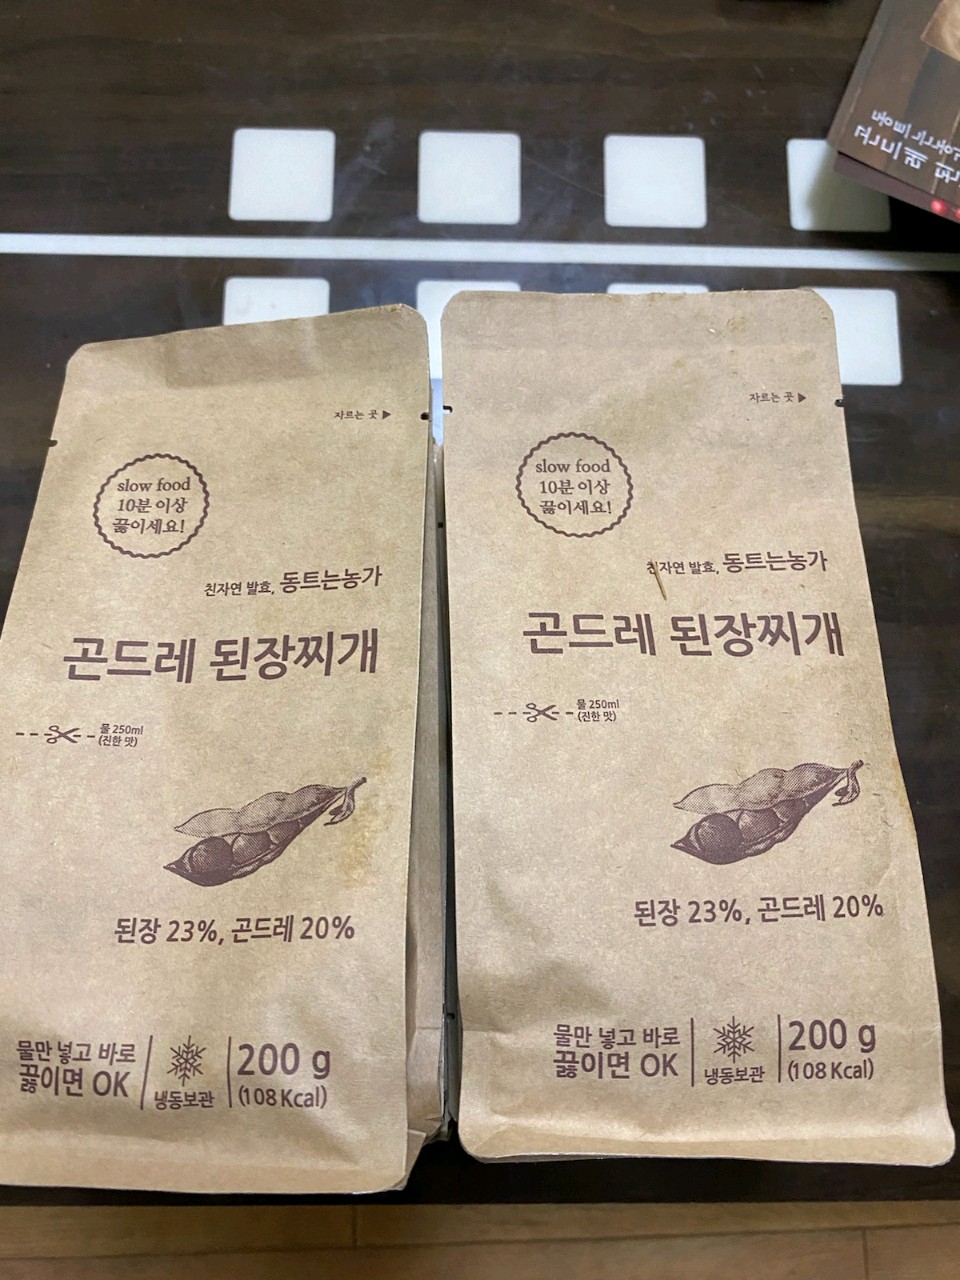 자르는 곳 ▶
slow food
10분 이상
끓이세요!
친자연 발효, 동트는농가
곤드레 된장찌개
물 250ml
(진한 맛)
된장 23%, 곤드레 20%
물만 넣고 바로
끓이면 OK
냉동보관
200 g
(108 Kcal)
자르는 곳 ▶
slow food
10분 이상
끓이세요!
친자연 발효, 동트는농가
곤드레 된장찌개
물 250ml
(진한 맛)
된장 23%, 곤드레 20%
물만 넣고 바로
끓이면 OK
냉동보관
200 g
(108 Kcal)